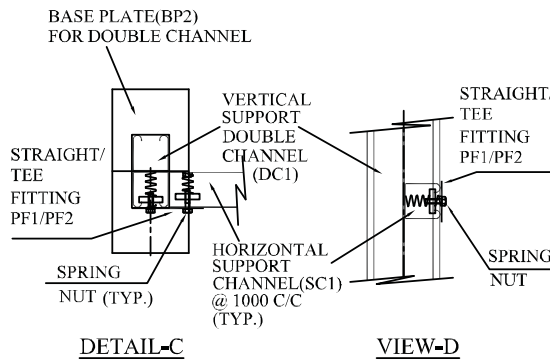 BASE PLATE(BP2)
FOR DOUBLE CHANNEL
STRAIGHT/
TEE
FITTING
PF1/PF2
VERTICAL
SUPPORT
DOUBLE
CHANNEL
(DC1)
SPRING
NUT (TYP.)
HORIZONTAL
SUPPORT
CHANNEL(SC1)
@ 1000 C/C
(TYP.)
DETAIL-C
STRAIGHT/
TEE
FITTING
PF1/PF2
SPRING
NUT
VIEW-D